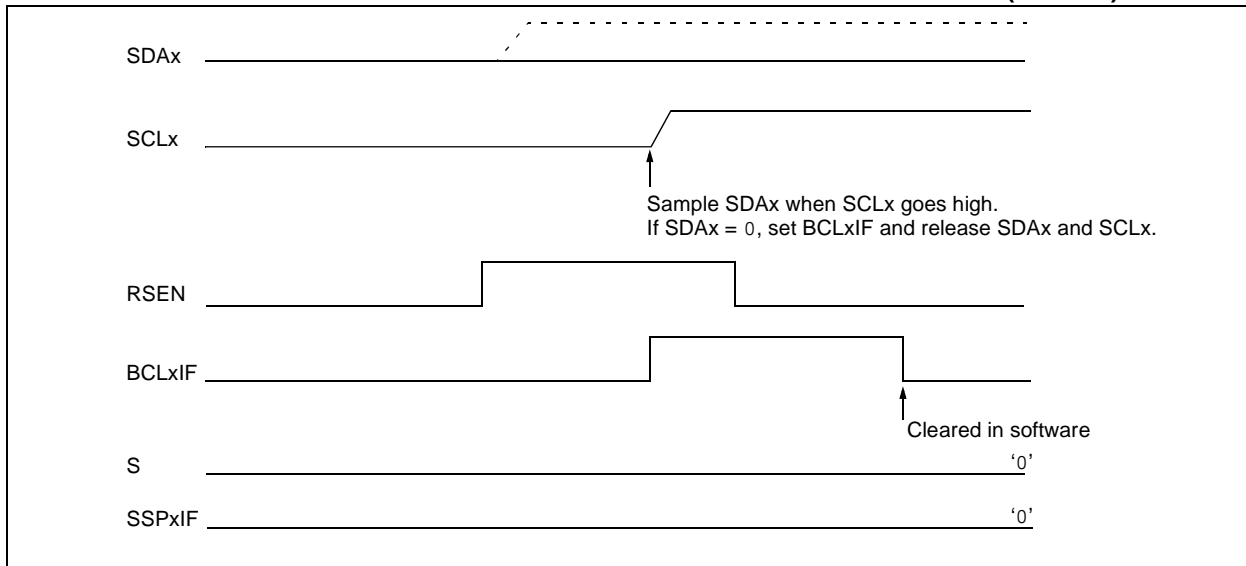 SDAx
SCLx
Sample SDAx when SCLx goes high.
If SDAx = 0, set BCLxIF and release SDAx and SCLx.
RSEN
BCLxIF
Cleared in software
S
‘0’
SSPxIF
‘0’